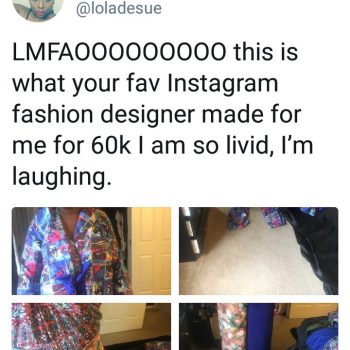 @loladesue
LMFAOOOOOOOOO this is
what your fav Instagram
fashion designer made for
me for 60k I am so livid, I’m
laughing.